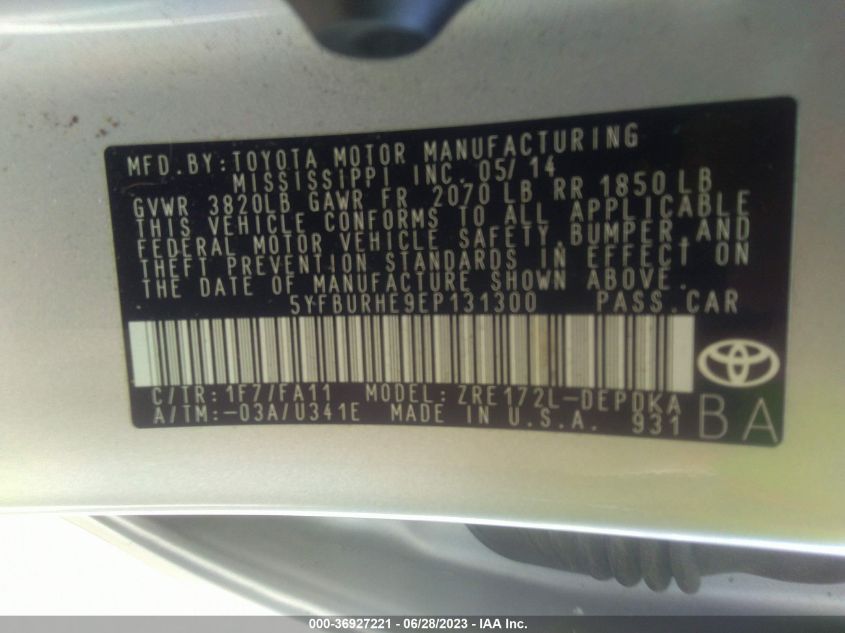 MFD.BY:TOYOTA MOTOR MANUFACTURING
MISSISSIPPI INC. 05/14
GVWR 3820LB GAWR FR 2070 LB RR 1850 LB
THIS VEHICLE CONFORMS TO ALL APPLICABLE
FEDERAL MOTOR VEHICLE SAFETY,BUMPER,AND
THEFT PREVENTION STANDARDS IN EFFECT ON
THE DATE OF MANUFACTURE SHOWN ABOVE.
5YFBURHE9EP131300 PASS.CAR
C/TR:1F7/FA11 MODEL:ZRE172L-DEPDKA
A/TM:-03A/U341E MADE IN U.S.A. 931
BA
000-36927221 - 06/28/2023 - IAA Inc.